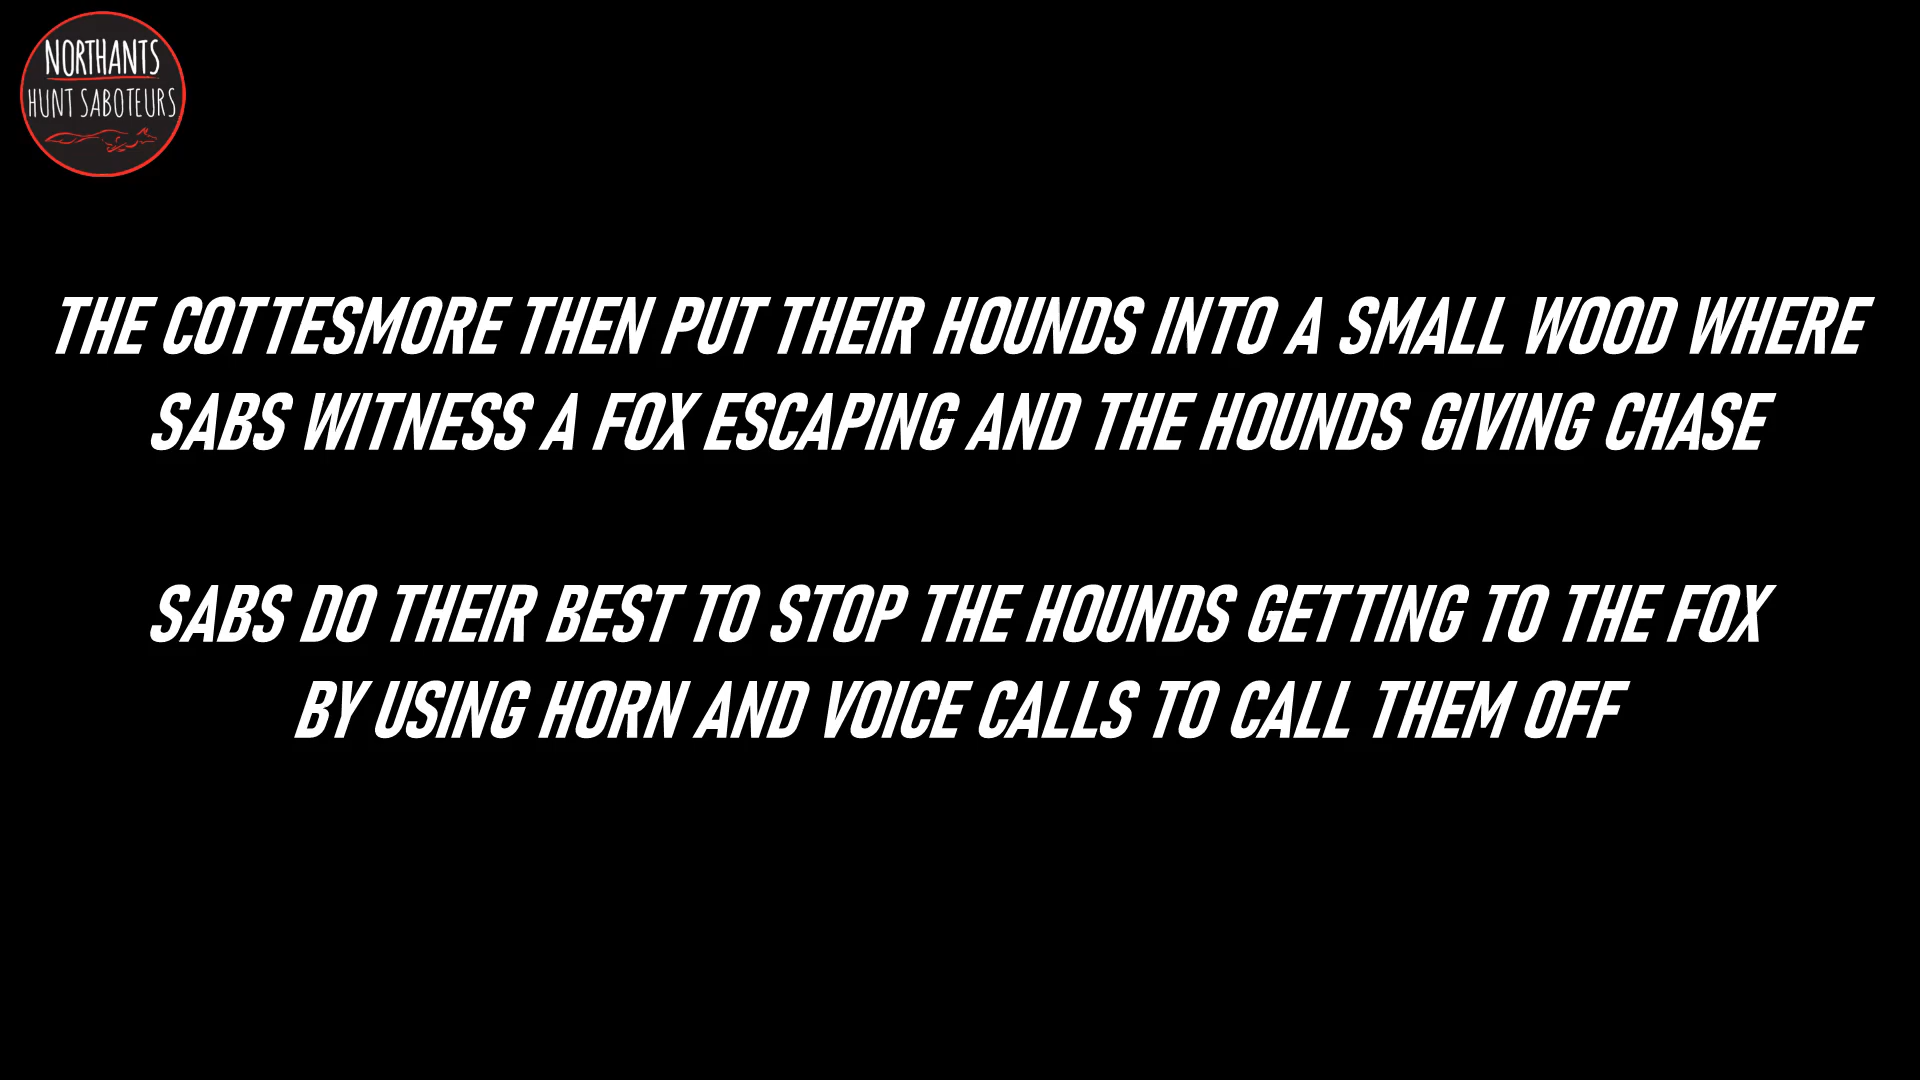 NORTHANTS
HUNT SABOTEURS
THE COTTESMORE THEN PUT THEIR HOUNDS INTO A SMALL WOOD WHERE
SABS WITNESS A FOX ESCAPING AND THE HOUNDS GIVING CHASE
SABS DO THEIR BEST TO STOP THE HOUNDS GETTING TO THE FOX
BY USING HORN AND VOICE CALLS TO CALL THEM OFF